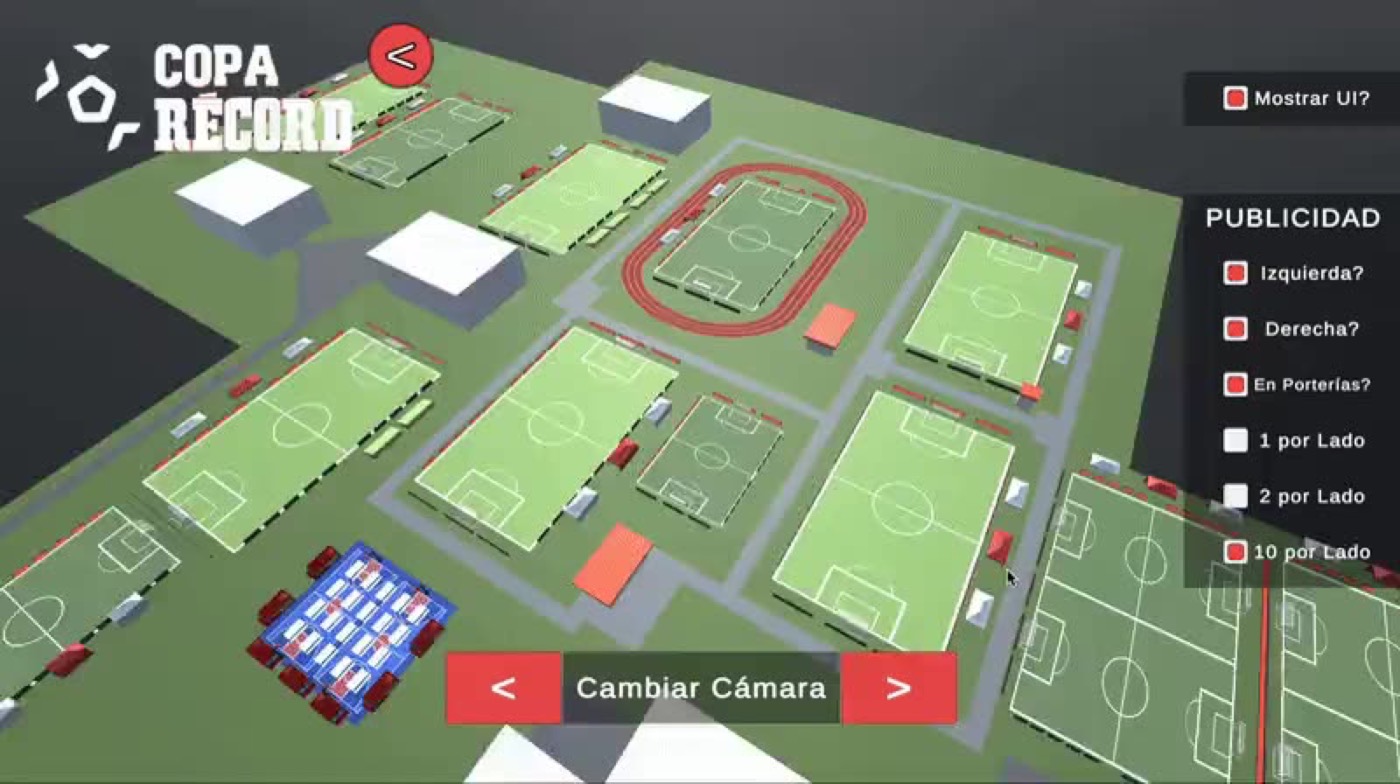 COPA
RÉCORD
<
Mostrar UI?
PUBLICIDAD
Izquierda?
Derecha?
En Porterías?
1 por Lado
2 por Lado
10 por Lado
< Cambiar Cámara >